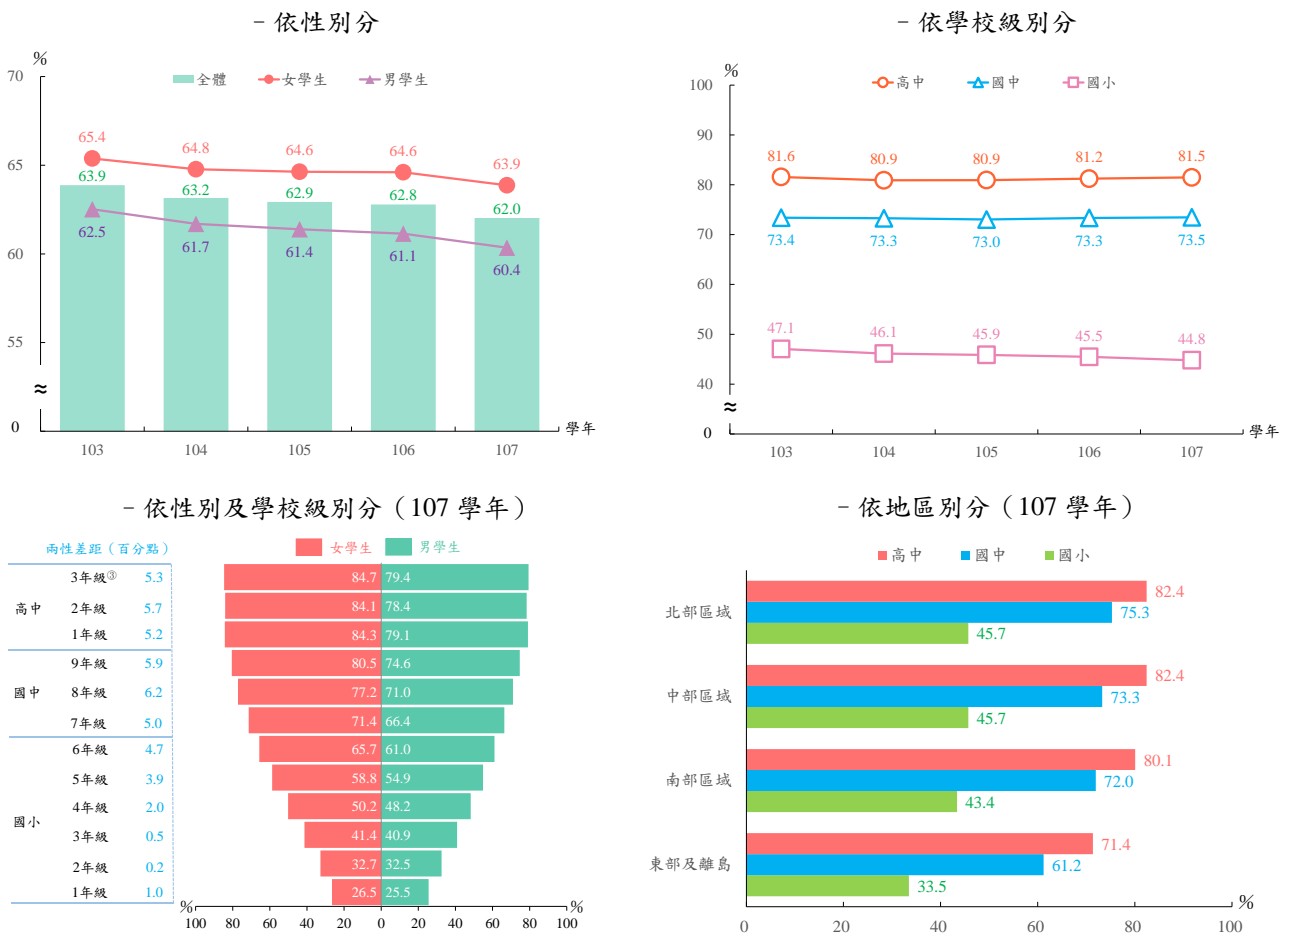 - 依性別分
%
全體 女學生 男學生
70
65
60
55
≈
0
65.4 64.8 64.6 64.6 63.9
63.9 63.2 62.9 62.8 62.0
62.5 61.7 61.4 61.1 60.4
103 104 105 106 107 學年
- 依學校級別分
%
高中 國中 國小
100
90
80
70
60
50
40
≈
0
81.6 80.9 80.9 81.2 81.5
73.4 73.3 73.0 73.3 73.5
47.1 46.1 45.9 45.5 44.8
103 104 105 106 107 學年
- 依性別及學校級別分（107 學年）
兩性差距（百分點） 女學生 男學生
高中
3年級③ 5.3 84.7 79.4
2年級 5.7 84.1 78.4
1年級 5.2 84.3 79.1
國中
9年級 5.9 80.5 74.6
8年級 6.2 77.2 71.0
7年級 5.0 71.4 66.4
國小
6年級 4.7 65.7 61.0
5年級 3.9 58.8 54.9
4年級 2.0 50.2 48.2
3年級 0.5 41.4 40.9
2年級 0.2 32.7 32.5
1年級 1.0 26.5 25.5
% %
100 80 60 40 20 0 20 40 60 80 100
- 依地區別分（107 學年）
高中 國中 國小
北部區域
82.4
75.3
45.7
中部區域
82.4
73.3
45.7
南部區域
80.1
72.0
43.4
東部及離島
71.4
61.2
33.5
%
0 20 40 60 80 100